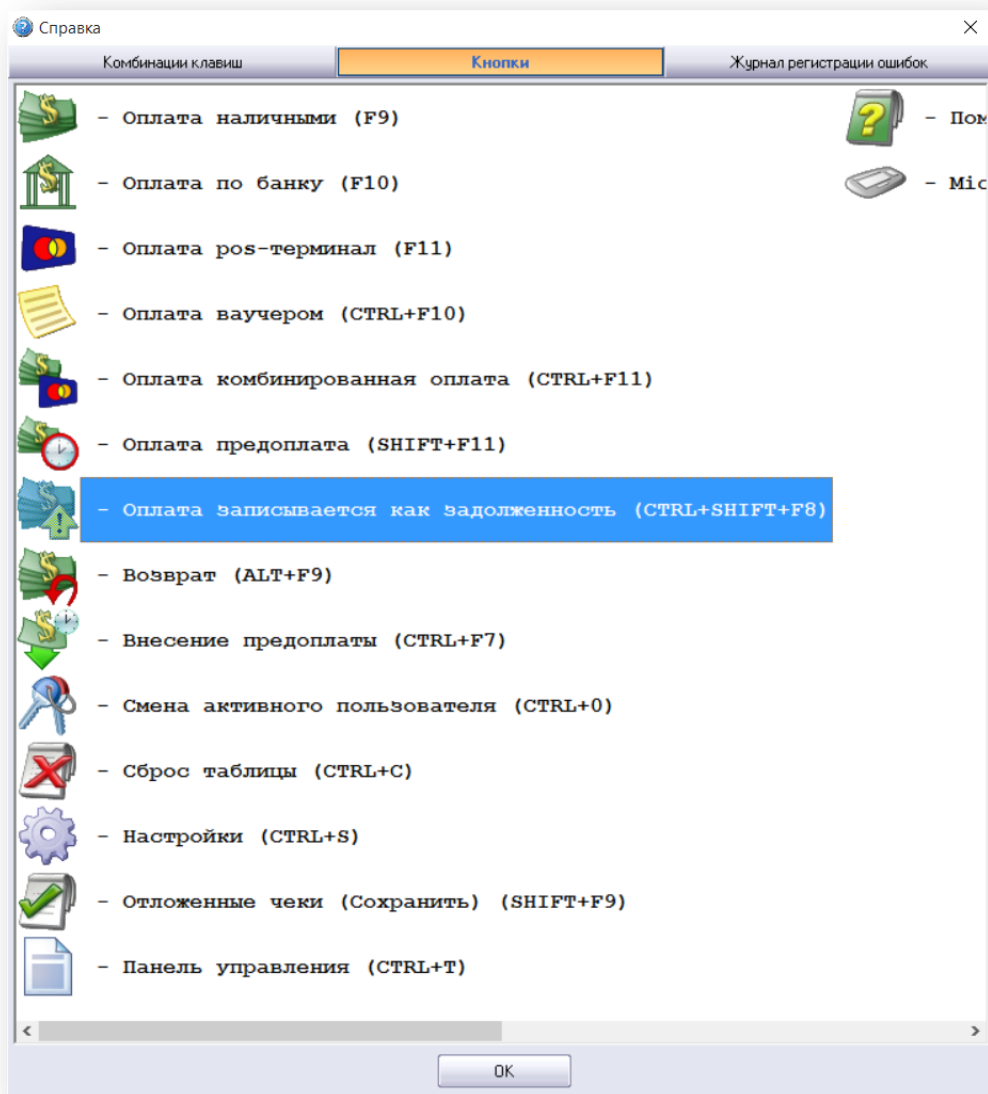 Справка
Комбинации клавиш
Кнопки
Журнал регистрации ошибок
- Оплата наличными (F9)
- Оплата по банку (F10)
- Оплата pos-терминал (F11)
- Оплата ваучером (CTRL+F10)
- Оплата комбинированная оплата (CTRL+F11)
- Оплата предоплата (SHIFT+F11)
- Оплата записывается как задолженность (CTRL+SHIFT+F8)
- Возврат (ALT+F9)
- Внесение предоплаты (CTRL+F7)
- Смена активного пользователя (CTRL+0)
- Сброс таблицы (CTRL+C)
- Настройки (CTRL+S)
- Отложенные чеки (Сохранить) (SHIFT+F9)
- Панель управления (CTRL+T)
- Пом
- Mic
OK